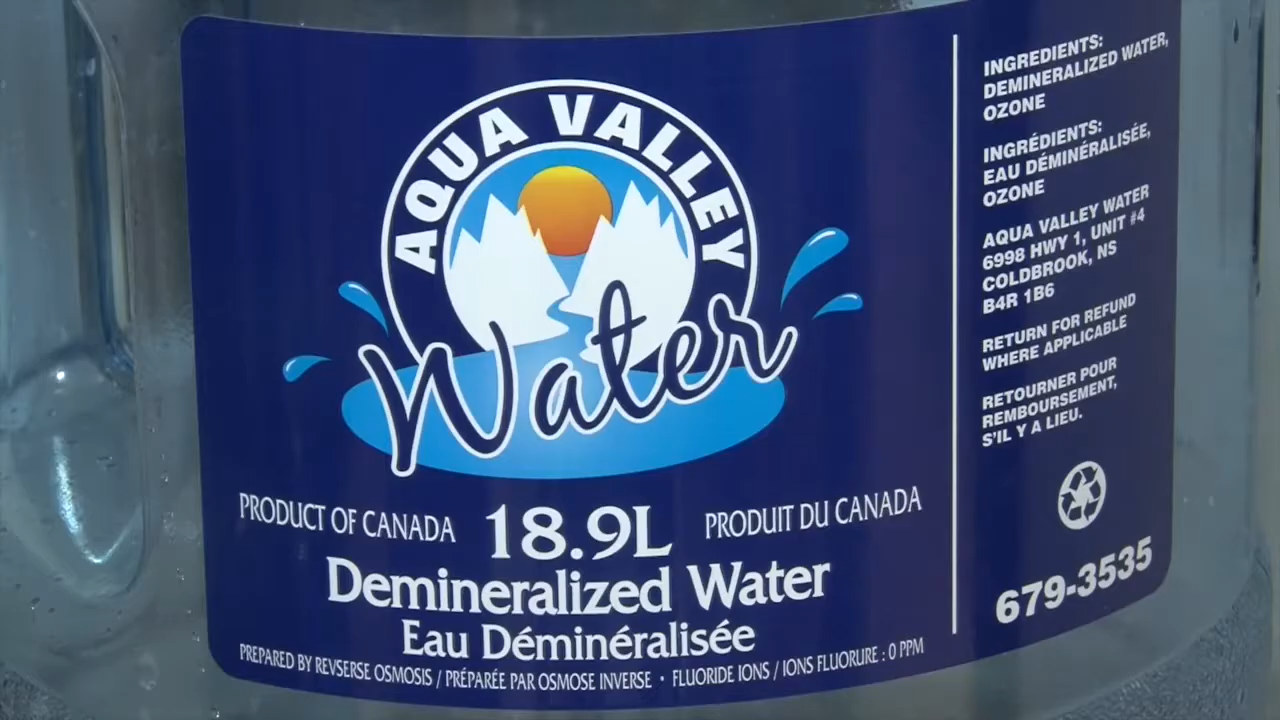 AQUA VALLEY
Water
PRODUCT OF CANADA 18.9L PRODUIT DU CANADA
Demineralized Water
Eau Déminéralisée
PREPARED BY REVSERSE OSMOSIS / PRÉPARÉE PAR OSMOSE INVERSE • FLUORIDE IONS / IONS FLUORURE : 0 PPM
INGREDIENTS:
DEMINERALIZED WATER,
OZONE
INGRÉDIENTS:
EAU DÉMINÉRALISÉE,
OZONE
AQUA VALLEY WATER
6998 HWY 1, UNIT #4
COLDBROOK, NS
B4R 1B6
RETURN FOR REFUND
WHERE APPLICABLE
RETOURNER POUR
REMBOURSEMENT,
S'IL Y A LIEU.
679-3535